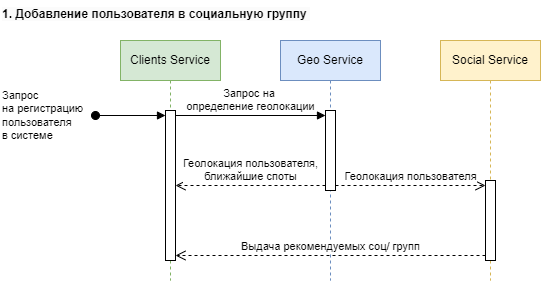 1. Добавление пользователя в социальную группу
Clients Service
Geo Service
Social Service
Запрос
на регистрацию
пользователя
в системе
Запрос на
определение геолокации
Геолокация пользователя,
ближайшие споты
Геолокация пользователя
Выдача рекомендуемых соц/ групп